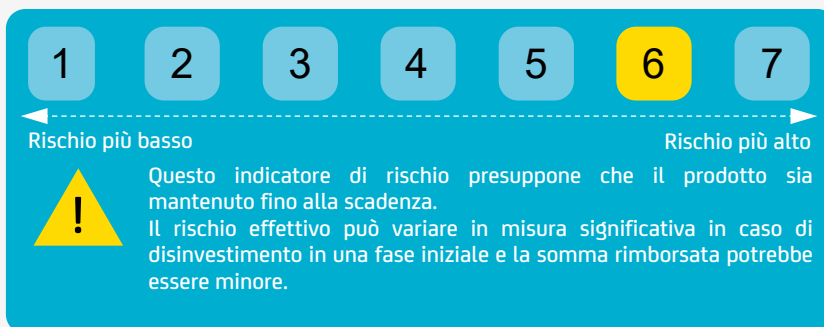 1 2 3 4 5 6 7
Rischio più basso Rischio più alto
Questo indicatore di rischio presuppone che il prodotto sia
mantenuto fino alla scadenza.
!
Il rischio effettivo può variare in misura significativa in caso di
disinvestimento in una fase iniziale e la somma rimborsata potrebbe
essere minore.